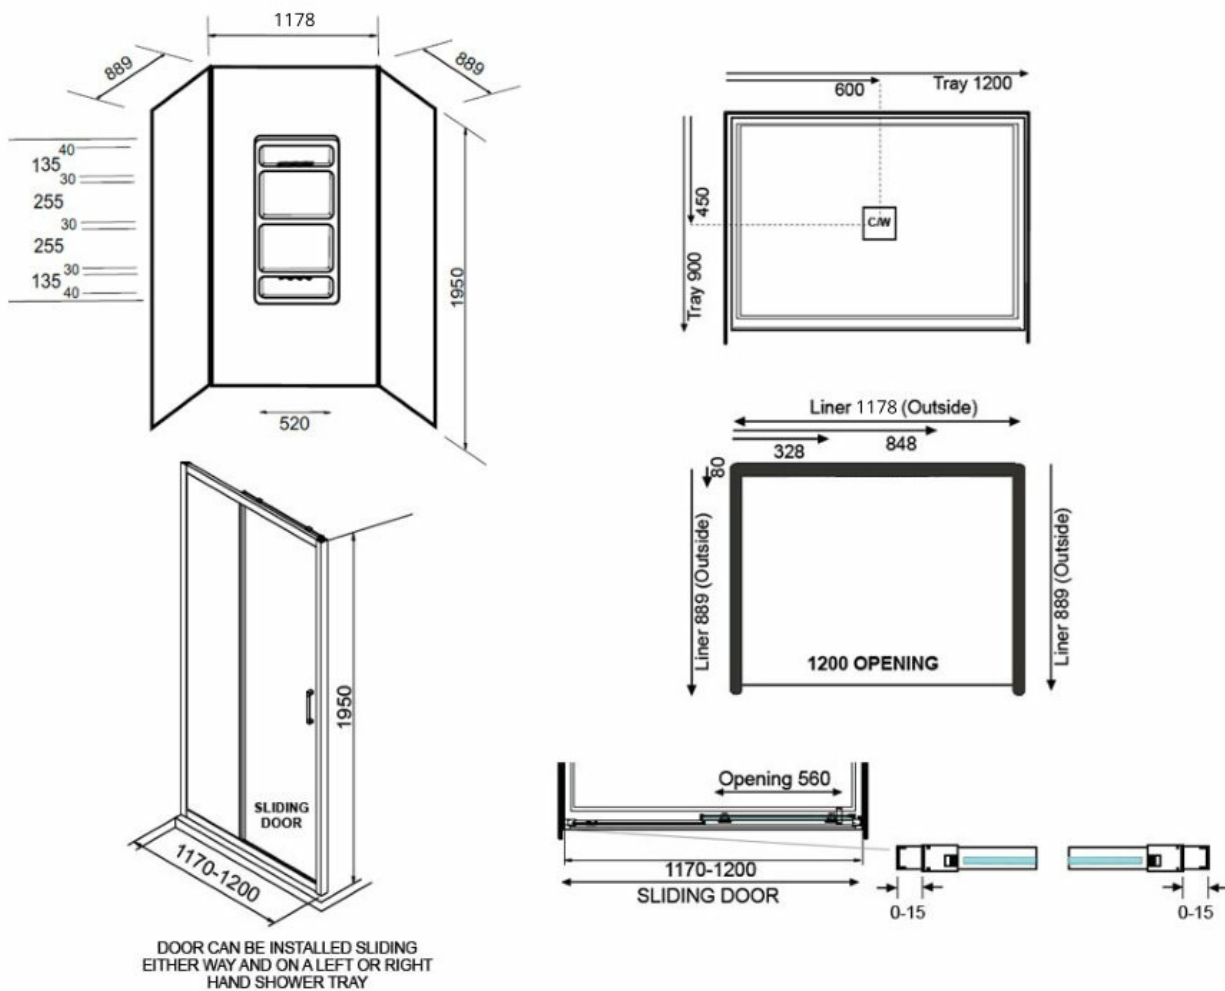 1178
889
889
40
135
30
255
30
255
30
135
40
1950
520
Tray 1200
600
450
Tray 900
C/W
Liner 1178 (Outside)
848
328
80
Liner 889 (Outside)
Liner 889 (Outside)
1200 OPENING
1950
SLIDING
DOOR
1170-1200
DOOR CAN BE INSTALLED SLIDING
EITHER WAY AND ON A LEFT OR RIGHT
HAND SHOWER TRAY
Opening 560
1170-1200
SLIDING DOOR
0-15
0-15